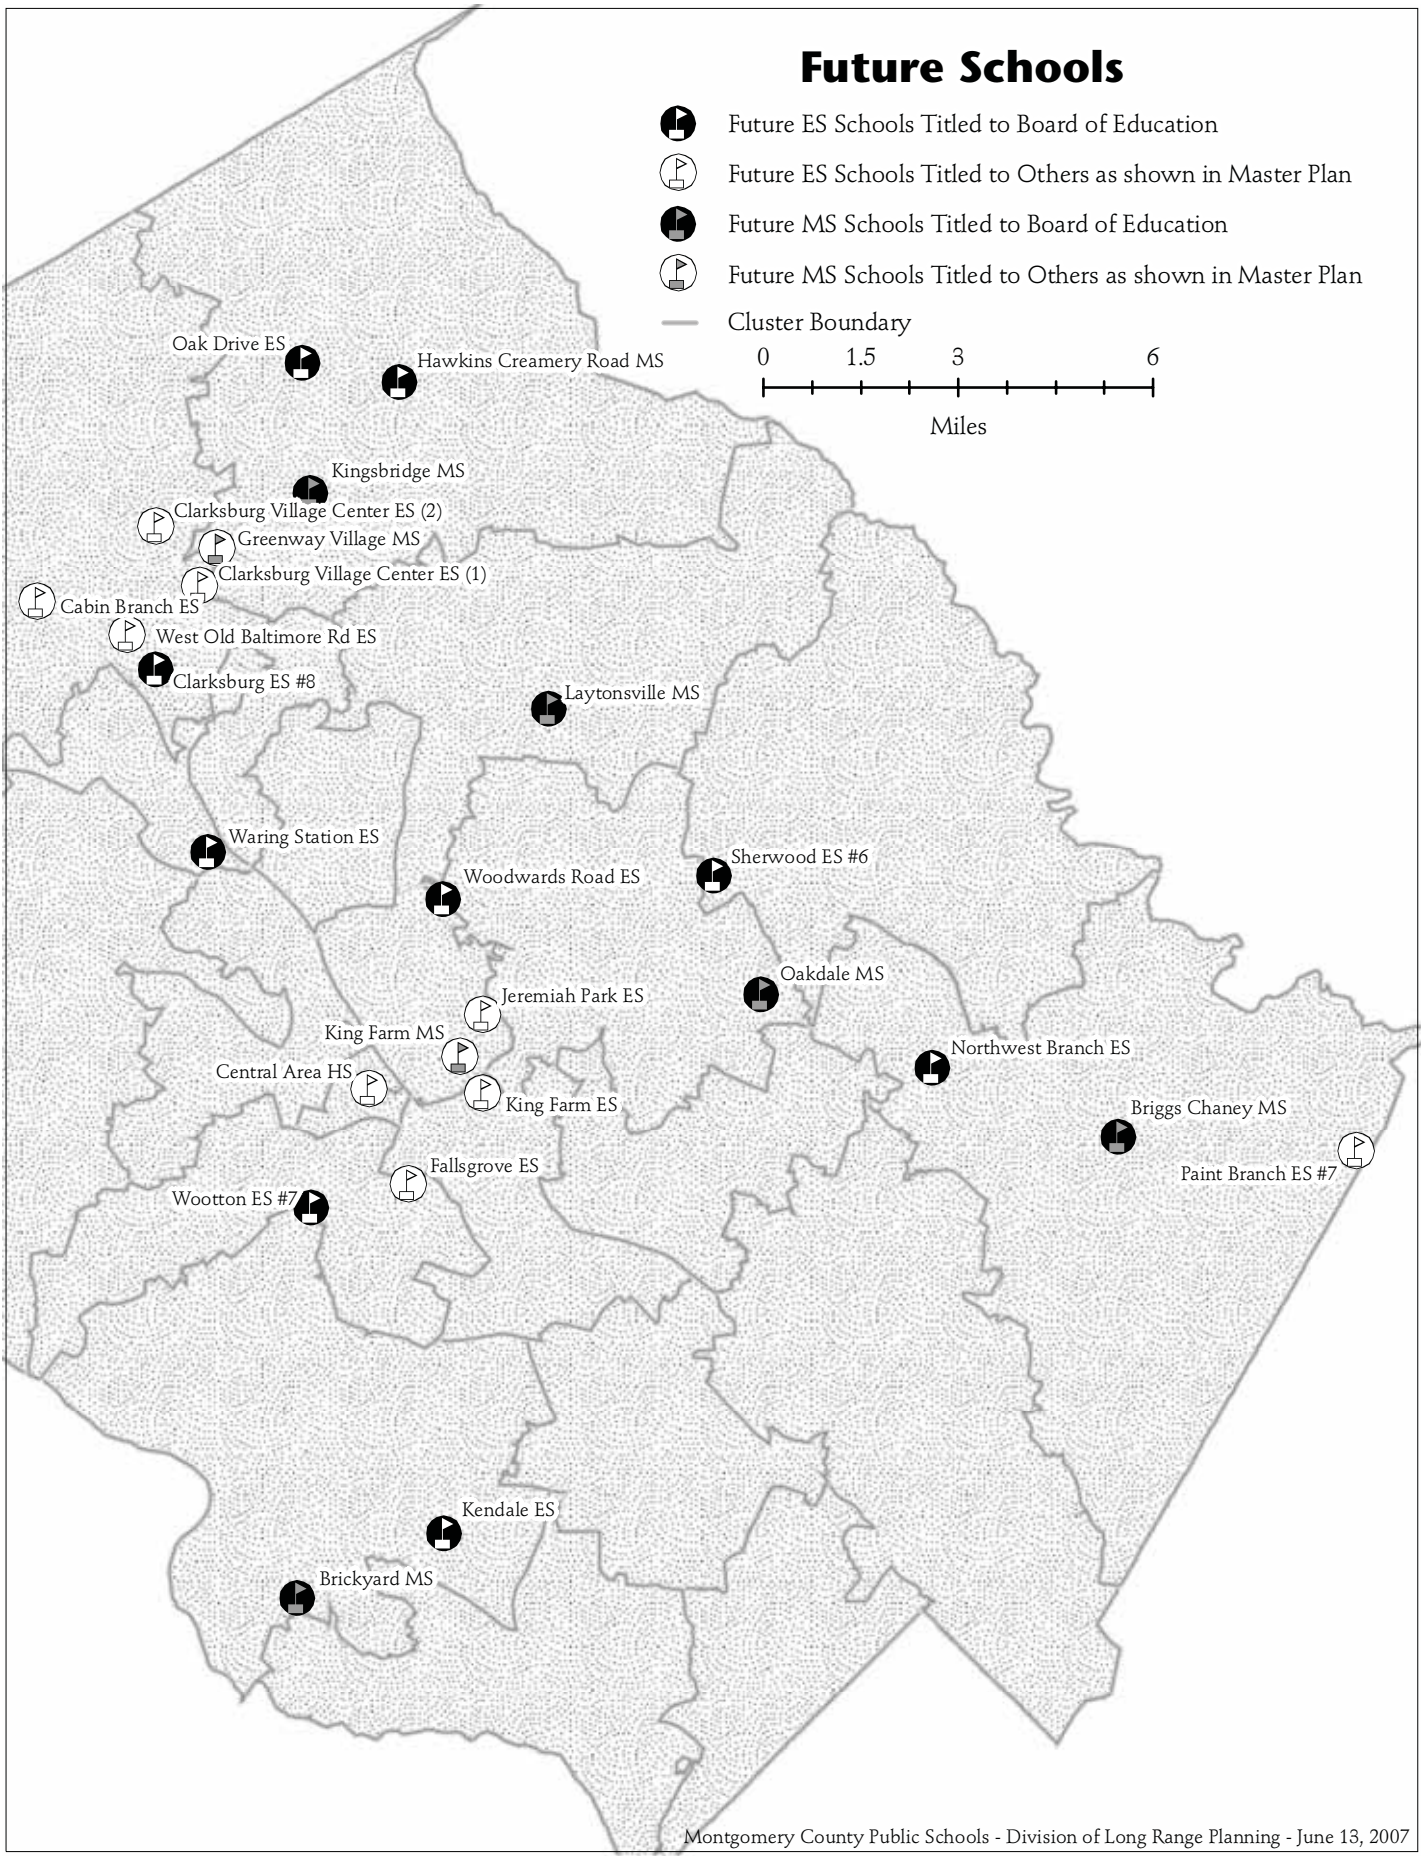 Future Schools
Future ES Schools Titled to Board of Education
Future ES Schools Titled to Others as shown in Master Plan
Future MS Schools Titled to Board of Education
Future MS Schools Titled to Others as shown in Master Plan
Cluster Boundary
0 1.5 3 6
Miles
Oak Drive ES
Hawkins Creamery Road MS
Kingsbridge MS
Clarksburg Village Center ES (2)
Greenway Village MS
Clarksburg Village Center ES (1)
Cabin Branch ES
West Old Baltimore Rd ES
Clarksburg ES #8
Laytonsville MS
Waring Station ES
Sherwood ES #6
Woodwards Road ES
Oakdale MS
Jeremiah Park ES
King Farm MS
Northwest Branch ES
Central Area HS
King Farm ES
Briggs Chaney MS
Fallsgrove ES
Paint Branch ES #7
Wootton ES #7
Kendale ES
Brickyard MS
Montgomery County Public Schools - Division of Long Range Planning - June 13, 2007